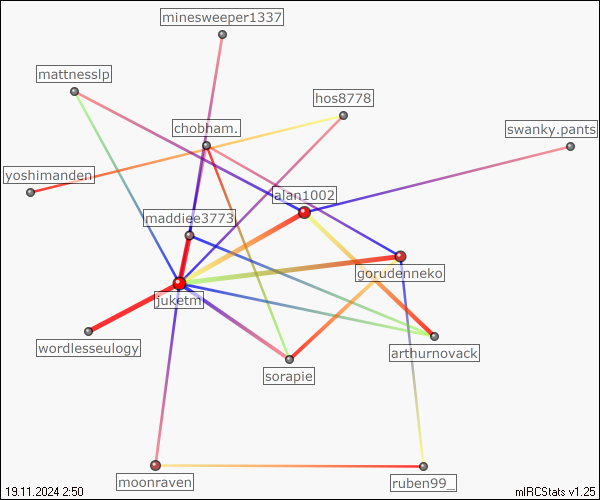 minesweeper1337
mattnesslp
hos8778
chobham.
swanky.pants
yoshimanden
alan1002
maddiee3773
gorudenneko
juketm
wordlesseulogy
arthurnovack
sorapie
moonraven
ruben99_
19.11.2024 2:50
mIRCStats v1.25